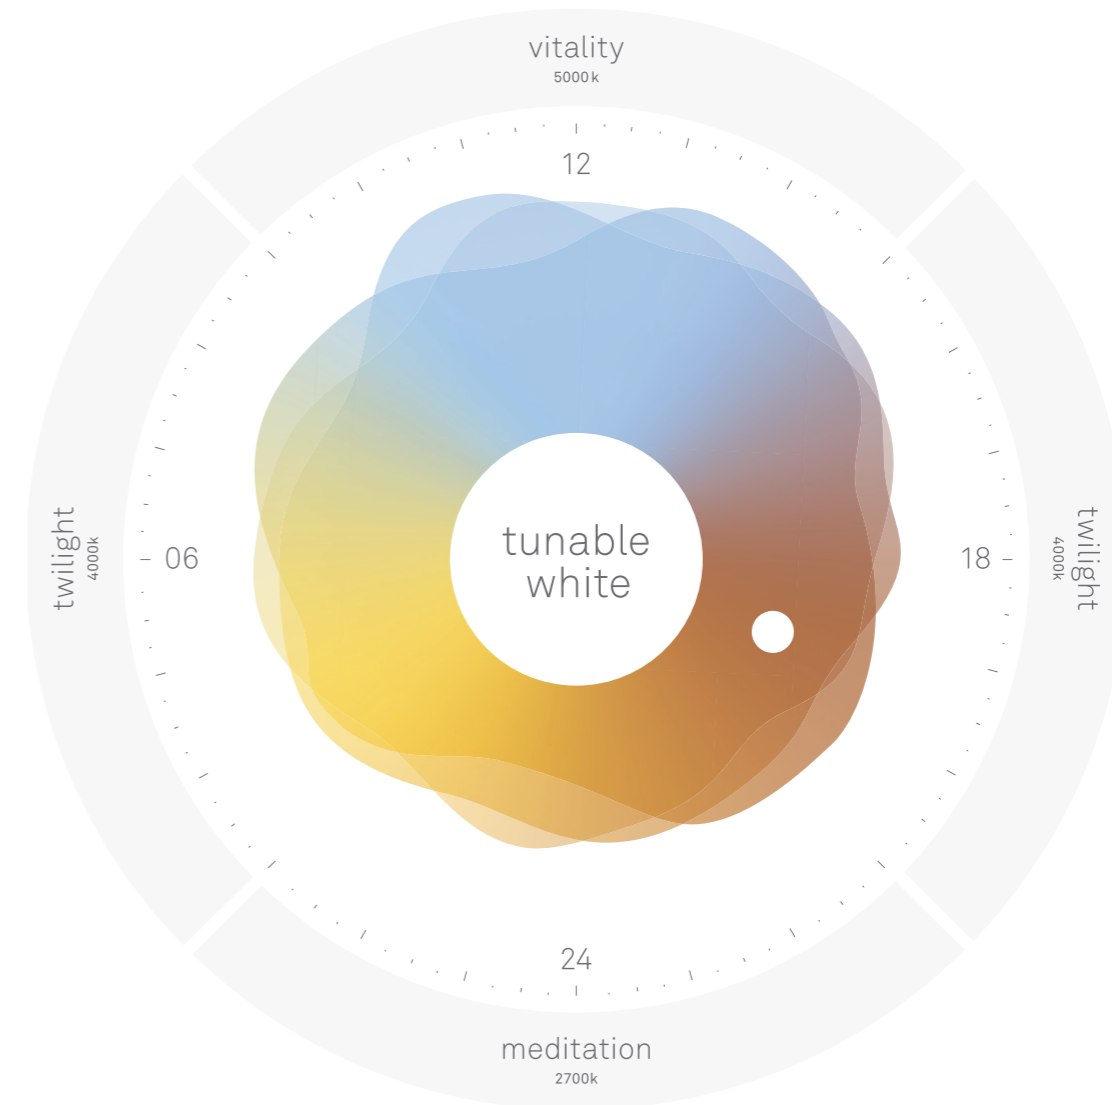 vitality
5000k
12
twilight
4000k
06
tunable
white
18
twilight
4000k
24
meditation
2700k